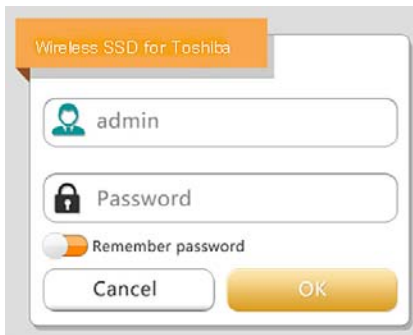 Wireless SSD for Toshiba
admin
Password
Remember password
Cancel
OK